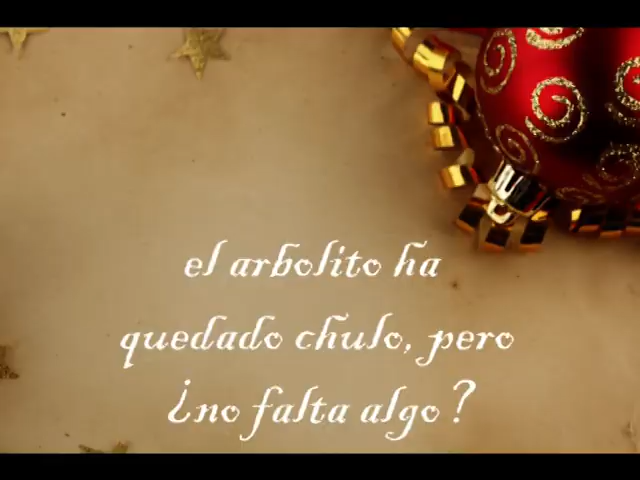 el arbolito ha
quedado chulo, pero
¿no falta algo?